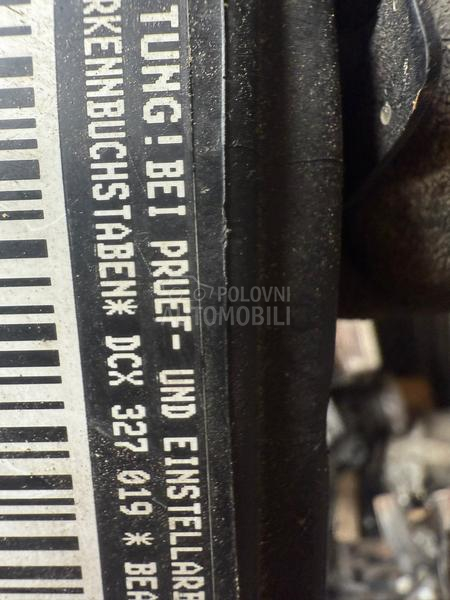 TUNG! BEI PRUEF- UND EINSTELLARB
RKENNBUCHSTABEN* DCX 327 019 * BEA
POLOVNI
AUTOMOBILI